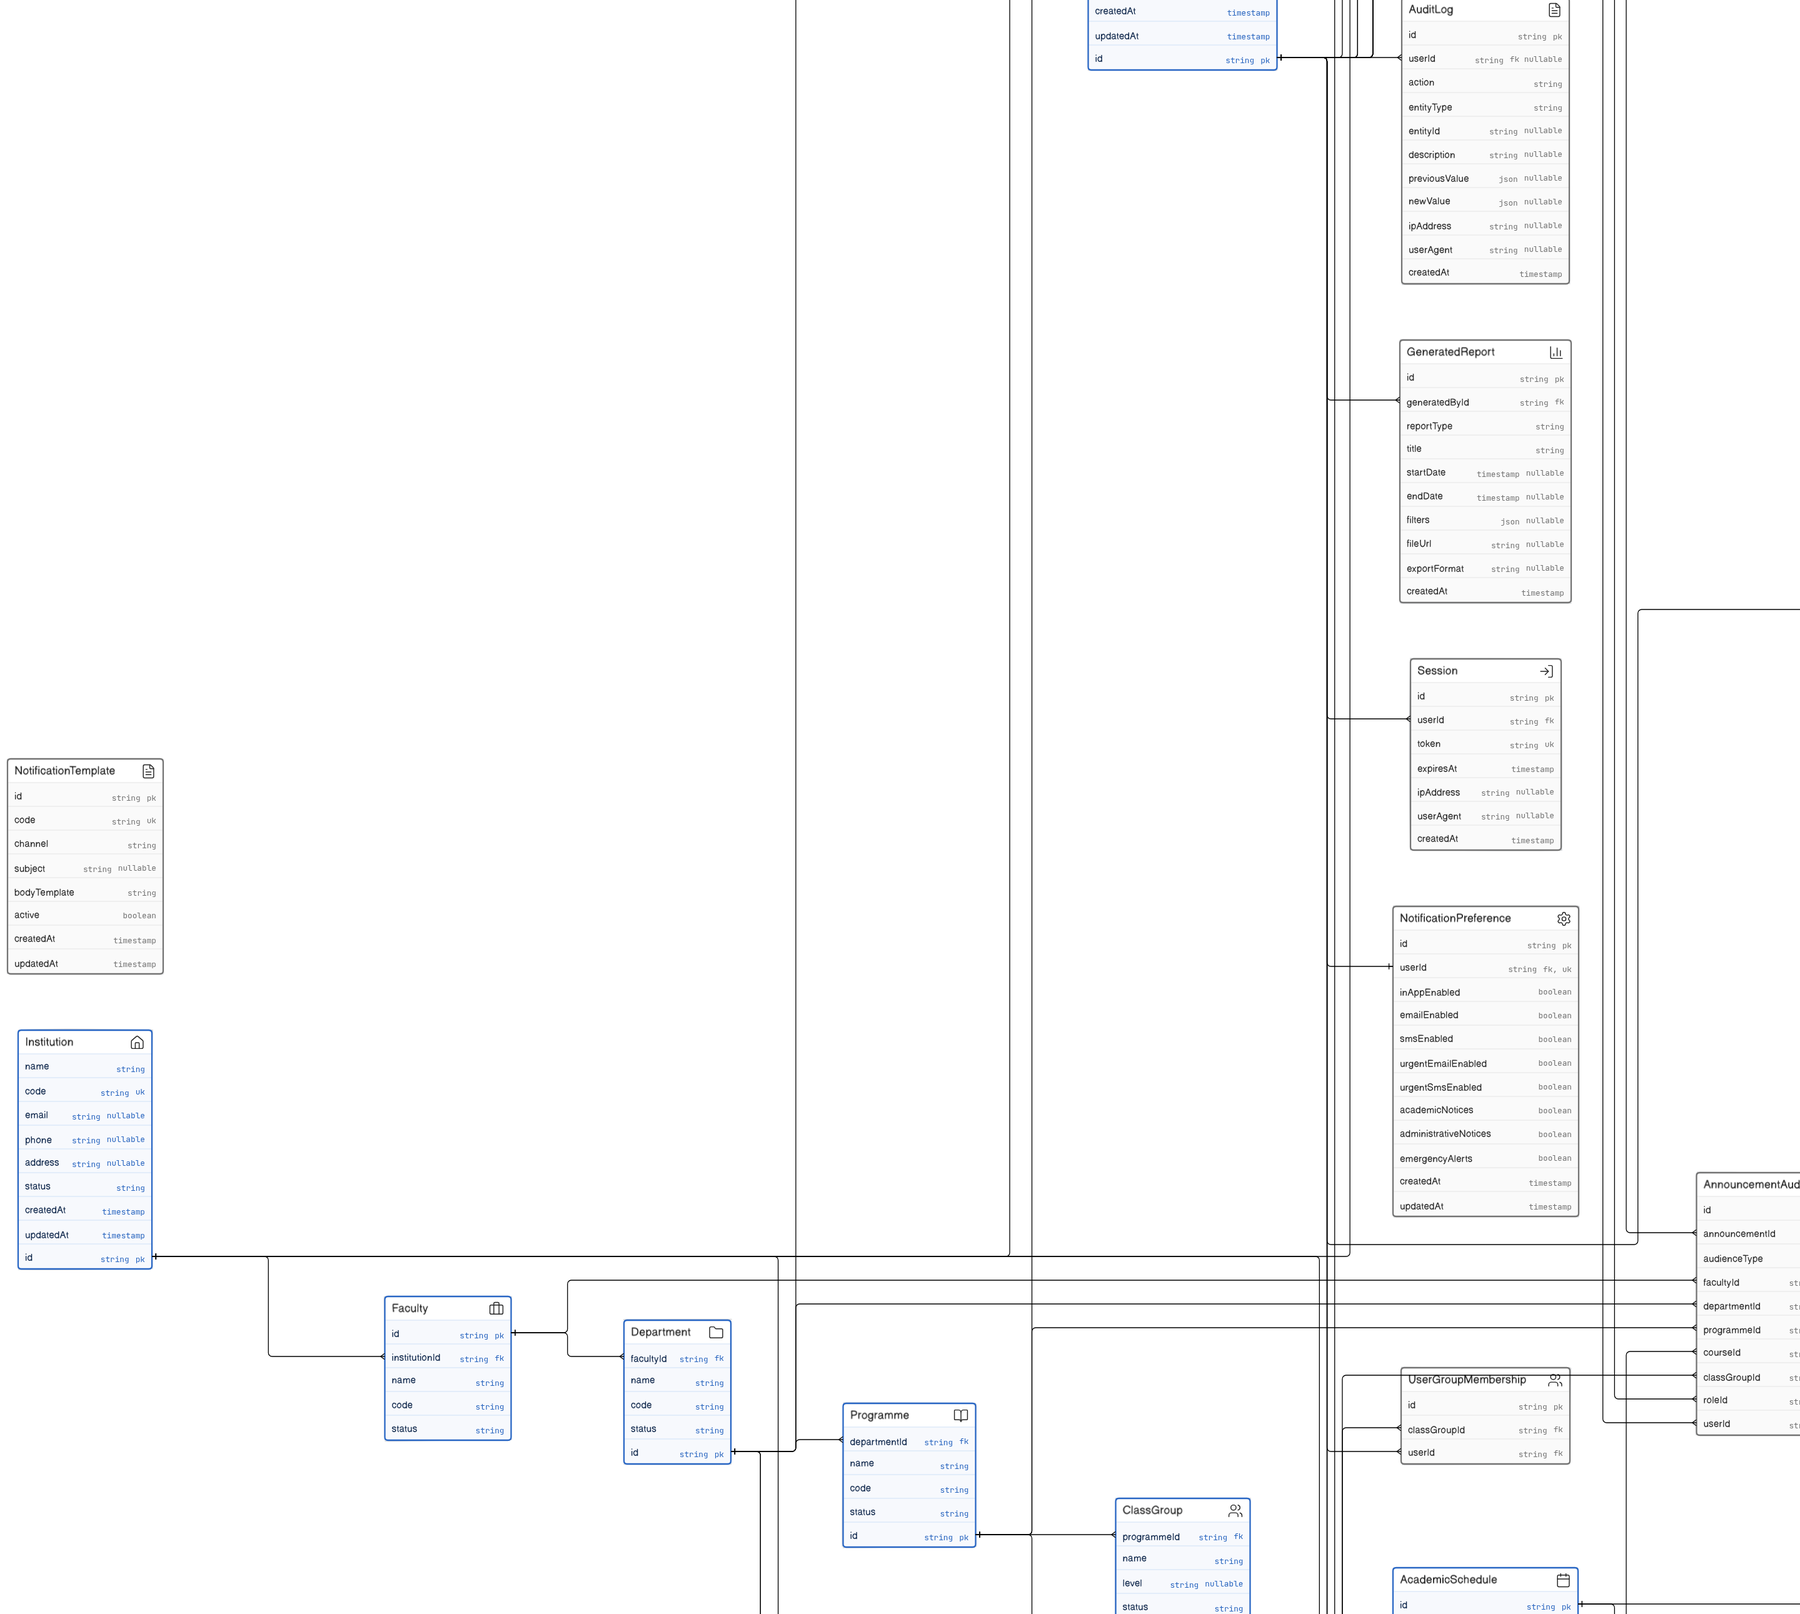 createdAt timestamp
updatedAt timestamp
id string pk
AuditLog
id string pk
userId string fk nullable
action string
entityType string
entityId string nullable
description string nullable
previousValue json nullable
newValue json nullable
ipAddress string nullable
userAgent string nullable
createdAt timestamp
GeneratedReport
id string pk
generatedById string fk
reportType string
title string
startDate timestamp nullable
endDate timestamp nullable
filters json nullable
fileUrl string nullable
exportFormat string nullable
createdAt timestamp
Session
id string pk
userId string fk
token string uk
expiresAt timestamp
ipAddress string nullable
userAgent string nullable
createdAt timestamp
NotificationTemplate
id string pk
code string uk
channel string
subject string nullable
bodyTemplate string
active boolean
createdAt timestamp
updatedAt timestamp
NotificationPreference
id string pk
userId string fk, uk
inAppEnabled boolean
emailEnabled boolean
smsEnabled boolean
urgentEmailEnabled boolean
urgentSmsEnabled boolean
academicNotices boolean
administrativeNotices boolean
emergencyAlerts boolean
createdAt timestamp
updatedAt timestamp
Institution
name string
code string uk
email string nullable
phone string nullable
address string nullable
status string
createdAt timestamp
updatedAt timestamp
id string pk
AnnouncementAud
id
announcementId
audienceType
facultyId
departmentId
programmeId
courseId
classGroupId
roleId
userId
Faculty
id string pk
institutionId string fk
name string
code string
status string
Department
facultyId string fk
name string
code string
status string
id string pk
UserGroupMembership
id string pk
classGroupId string fk
userId string fk
Programme
departmentId string fk
name string
code string
status string
id string pk
ClassGroup
programmeId string fk
name string
level string nullable
status string
AcademicSchedule
id string pk